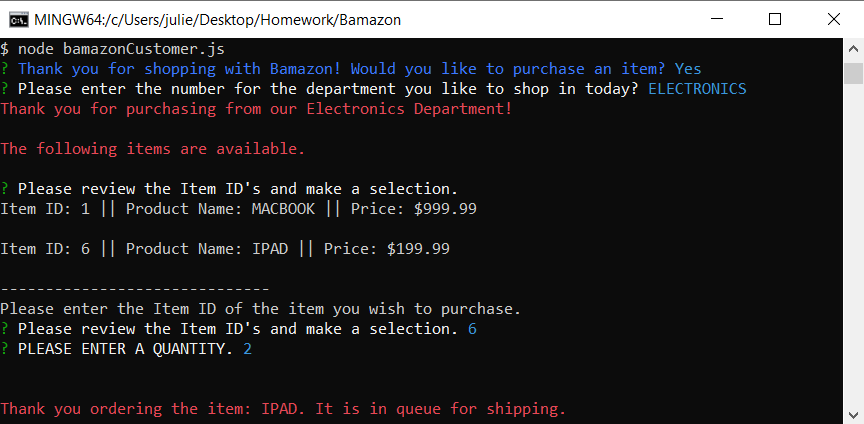 MINGW64:/c/Users/julie/Desktop/Homework/Bamazon
$ node bamazonCustomer.js
? Thank you for shopping with Bamazon! Would you like to purchase an item? Yes
? Please enter the number for the department you like to shop in today? ELECTRONICS
Thank you for purchasing from our Electronics Department!
The following items are available.
? Please review the Item ID's and make a selection.
Item ID: 1 || Product Name: MACBOOK || Price: $999.99
Item ID: 6 || Product Name: IPAD || Price: $199.99
------------------------------
Please enter the Item ID of the item you wish to purchase.
? Please review the Item ID's and make a selection. 6
? PLEASE ENTER A QUANTITY. 2
Thank you ordering the item: IPAD. It is in queue for shipping.